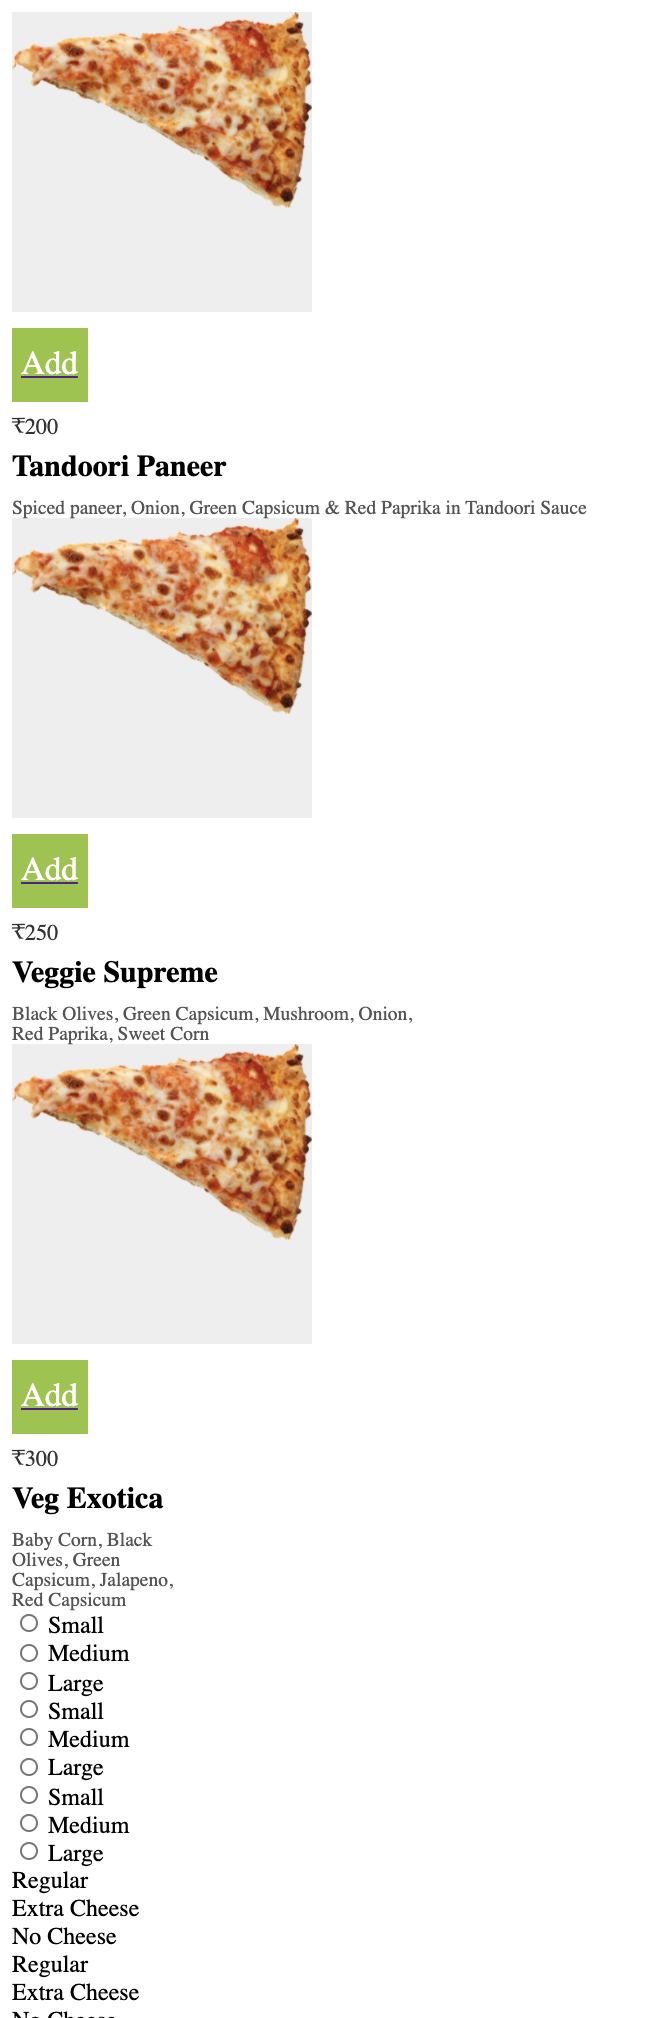 Add
₹200
Tandoori Paneer
Spiced paneer, Onion, Green Capsicum & Red Paprika in Tandoori Sauce
Add
₹250
Veggie Supreme
Black Olives, Green Capsicum, Mushroom, Onion,
Red Paprika, Sweet Corn
Add
₹300
Veg Exotica
Baby Corn, Black
Olives, Green
Capsicum, Jalapeno,
Red Capsicum
Small
Medium
Large
Small
Medium
Large
Small
Medium
Large
Regular
Extra Cheese
No Cheese
Regular
Extra Cheese
No Cheese